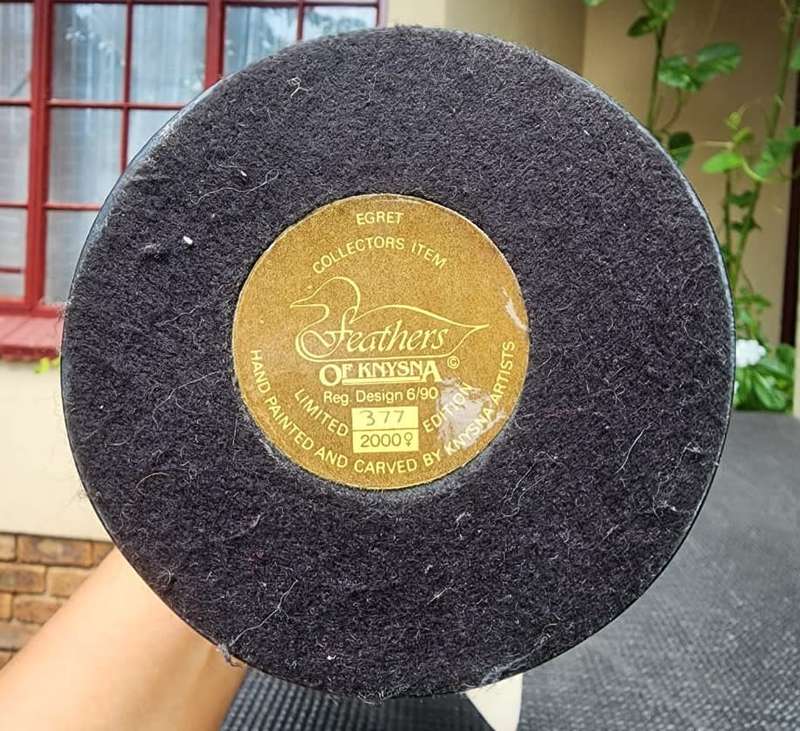 EGRET
COLLECTORS ITEM
Feathers
OF KNYSNA ©
Reg. Design 6/90
LIMITED EDITION
377
2000♀
HAND PAINTED AND CARVED BY KNYSNA ARTISTS